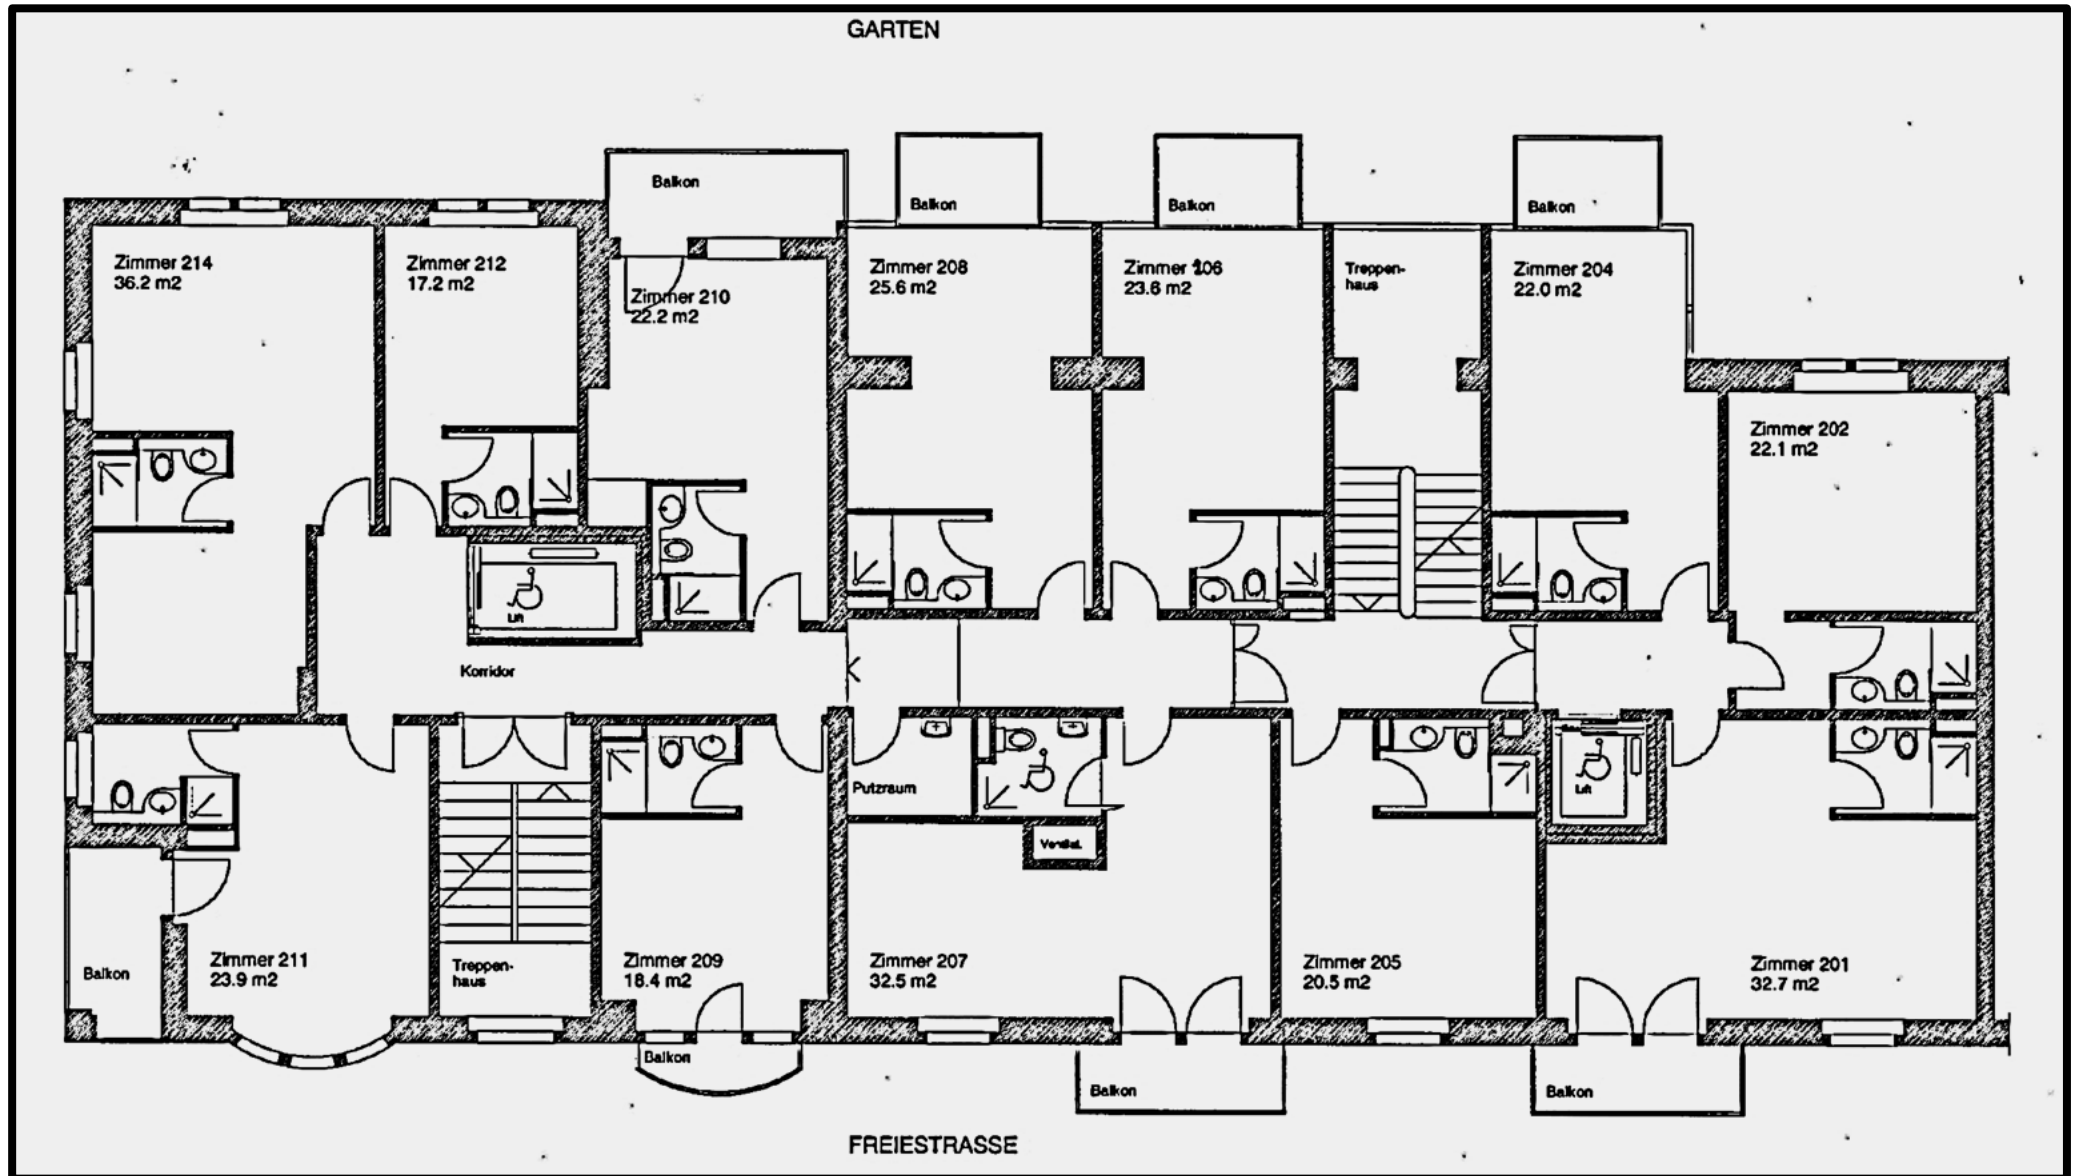 GARTEN
Balkon
Balkon
Balkon
Balkon
Zimmer 214
36.2 m2
Zimmer 212
17.2 m2
Zimmer 210
22.2 m2
Zimmer 208
25.6 m2
Zimmer
23.6 m2
Treppen-
haus
Zimmer 204
22.0 m2
Zimmer 202
22.1 m2
Lift
Korridor
Putzraum
Lift
Balkon
Zimmer 211
23.9 m2
Treppen-
haus
Zimmer 209
18.4 m2
Zimmer 207
32.5 m2
Zimmer 205
20.5 m2
Zimmer 201
32.7 m2
Balkon
Balkon
Balkon
FREIESTRASSE